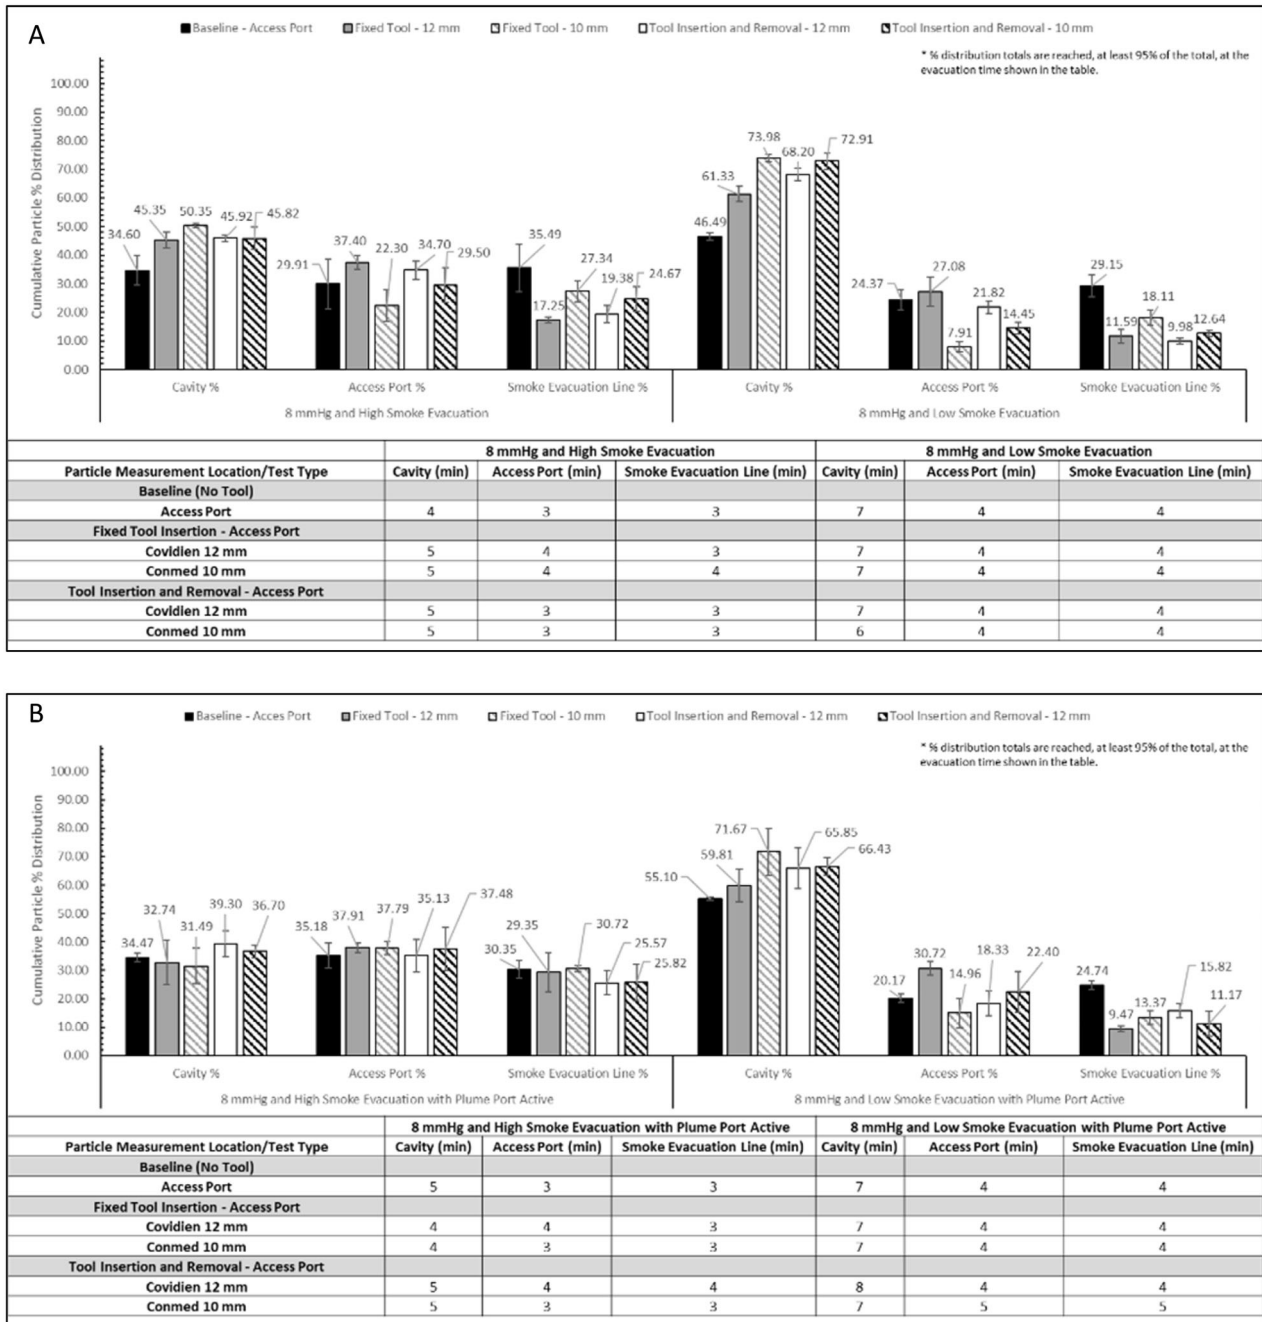 A
Baseline - Access Port Fixed Tool - 12 mm Fixed Tool - 10 mm Tool Insertion and Removal - 12 mm Tool Insertion and Removal - 10 mm
* % distribution totals are reached, at least 95% of the total, at the
evacuation time shown in the table.
Cumulative Particle % Distribution
100.00
90.00
80.00
70.00
60.00
50.00
40.00
30.00
20.00
10.00
0.00
34.60 45.35 50.35 45.92 45.82
29.91 37.40 22.30 34.70 29.50
35.49 17.25 27.34 19.38 24.67
46.49 61.33 73.98 68.20 72.91
24.37 27.08 7.91 21.82 14.45
29.15 11.59 18.11 9.98 12.64
Cavity % Access Port % Smoke Evacuation Line % Cavity % Access Port % Smoke Evacuation Line %
8 mmHg and High Smoke Evacuation 8 mmHg and Low Smoke Evacuation
8 mmHg and High Smoke Evacuation 8 mmHg and Low Smoke Evacuation
Particle Measurement Location/Test Type Cavity (min) Access Port (min) Smoke Evacuation Line (min) Cavity (min) Access Port (min) Smoke Evacuation Line (min)
Baseline (No Tool)
Access Port 4 3 3 7 4 4
Fixed Tool Insertion - Access Port
Covidien 12 mm 5 4 3 7 4 4
Conmed 10 mm 5 4 4 7 4 4
Tool Insertion and Removal - Access Port
Covidien 12 mm 5 3 3 7 4 4
Conmed 10 mm 5 3 3 6 4 4
B
Baseline - Acces Port Fixed Tool - 12 mm Fixed Tool - 10 mm Tool Insertion and Removal - 12 mm Tool Insertion and Removal - 12 mm
* % distribution totals are reached, at least 95% of the total, at the
evacuation time shown in the table.
Cumulative Particle % Distribution
100.00
90.00
80.00
70.00
60.00
50.00
40.00
30.00
20.00
10.00
0.00
34.47 32.74 31.49 39.30 36.70
35.18 37.91 37.79 35.13 37.48
30.35 29.35 30.72 25.57 25.82
55.10 59.81 71.67 65.85 66.43
20.17 30.72 14.96 18.33 22.40
24.74 9.47 13.37 15.82 11.17
Cavity % Access Port % Smoke Evacuation Line % Cavity % Access Port % Smoke Evacuation Line %
8 mmHg and High Smoke Evacuation with Plume Port Active 8 mmHg and Low Smoke Evacuation with Plume Port Active
8 mmHg and High Smoke Evacuation with Plume Port Active 8 mmHg and Low Smoke Evacuation with Plume Port Active
Particle Measurement Location/Test Type Cavity (min) Access Port (min) Smoke Evacuation Line (min) Cavity (min) Access Port (min) Smoke Evacuation Line (min)
Baseline (No Tool)
Access Port 5 3 3 7 4 4
Fixed Tool Insertion - Access Port
Covidien 12 mm 4 4 3 7 4 4
Conmed 10 mm 4 3 3 7 4 4
Tool Insertion and Removal - Access Port
Covidien 12 mm 5 4 4 8 4 4
Conmed 10 mm 5 3 3 7 5 5